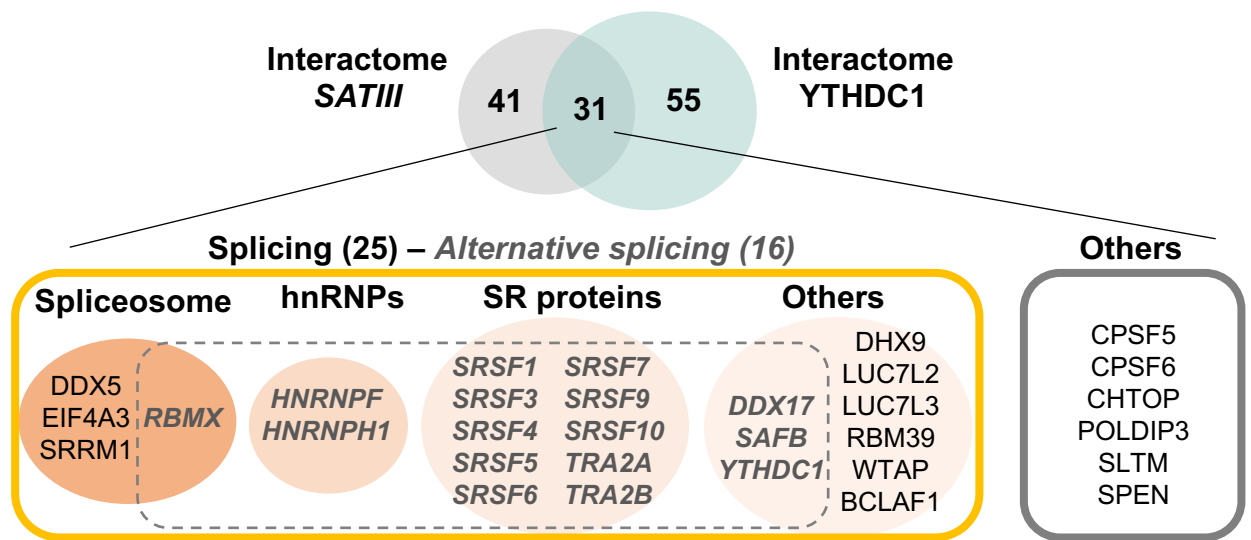 Interactome
SATIII
41
31
55
Interactome
YTHDC1
Splicing (25) – Alternative splicing (16)
Others
Spliceosome
hnRNPs
SR proteins
Others
DDX5
EIF4A3
SRRM1
RBMX
HNRNPF
HNRNPH1
SRSF1
SRSF3
SRSF4
SRSF5
SRSF6
SRSF7
SRSF9
SRSF10
TRA2A
TRA2B
DDX17
SAFB
YTHDC1
DHX9
LUC7L2
LUC7L3
RBM39
WTAP
BCLAF1
CPSF5
CPSF6
CHTOP
POLDIP3
SLTM
SPEN